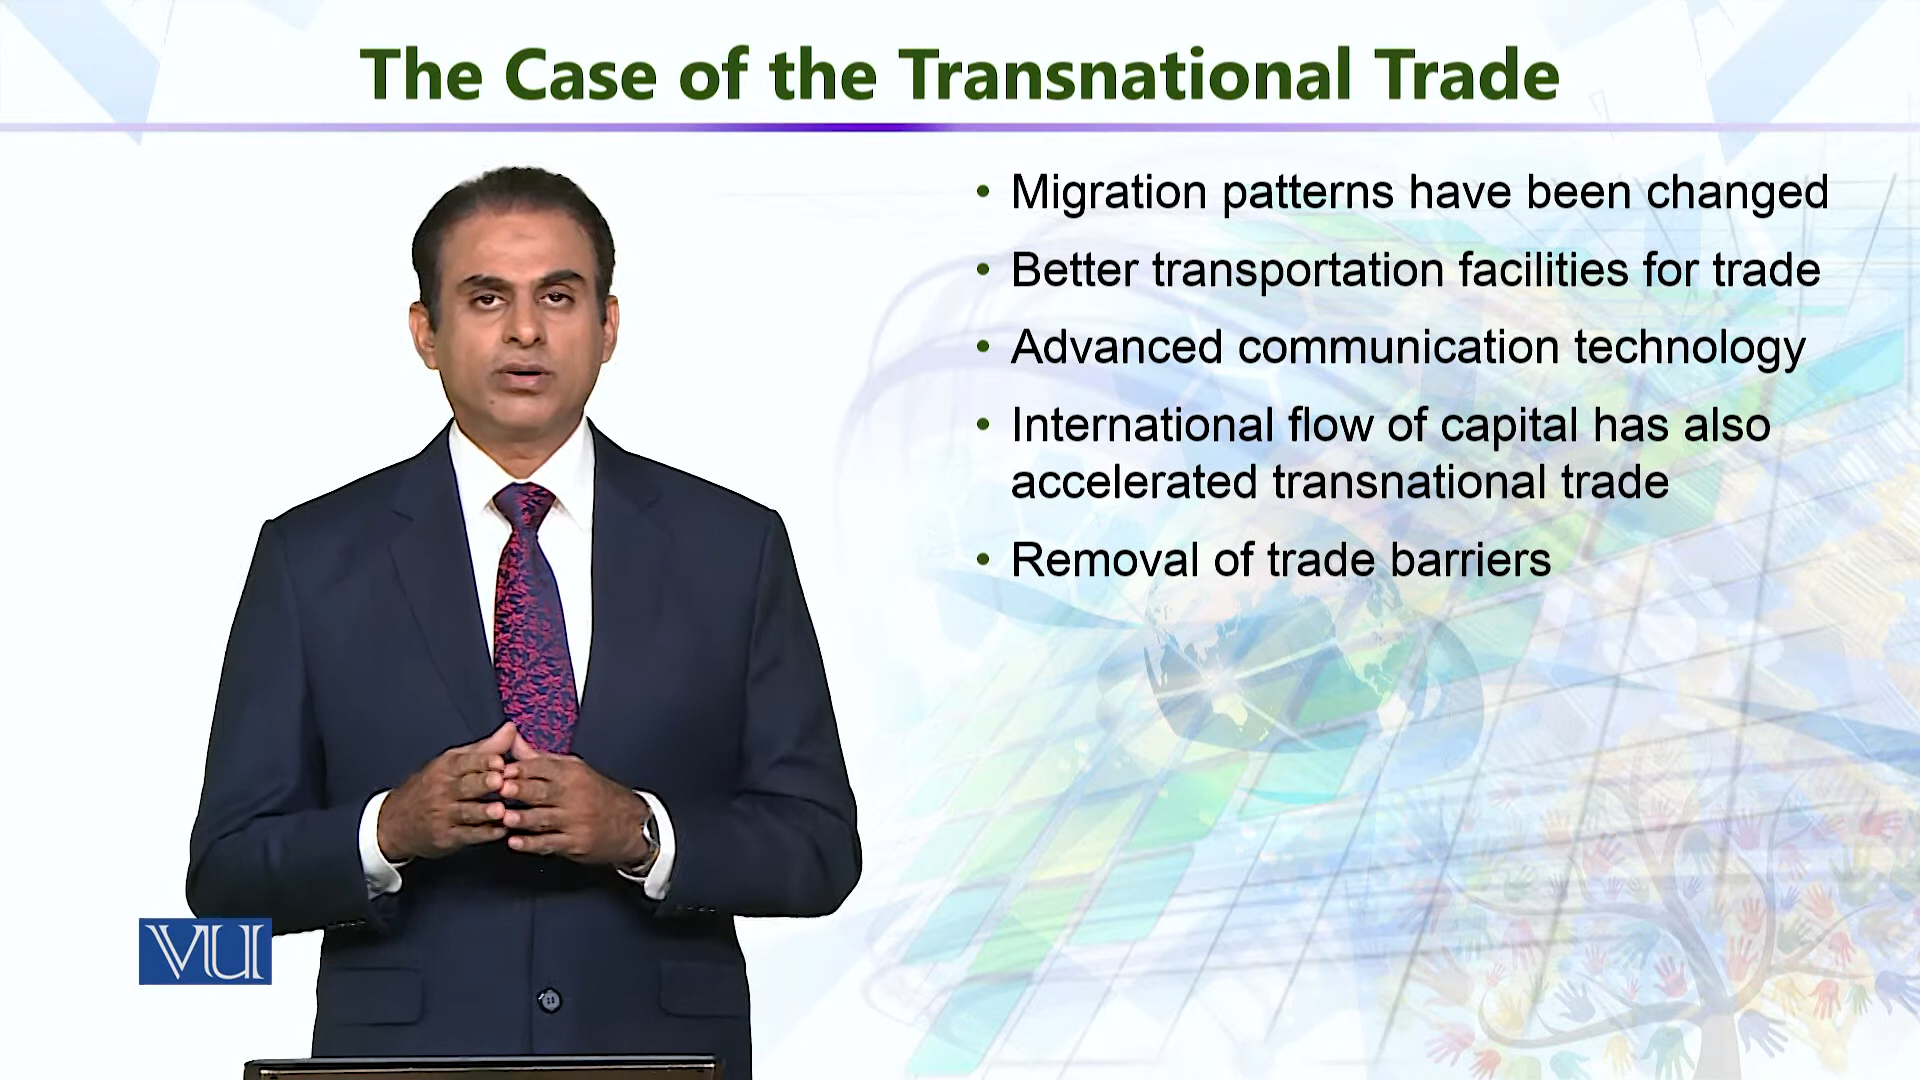 The Case of the Transnational Trade
• Migration patterns have been changed
• Better transportation facilities for trade
• Advanced communication technology
• International flow of capital has also
accelerated transnational trade
• Removal of trade barriers
VU